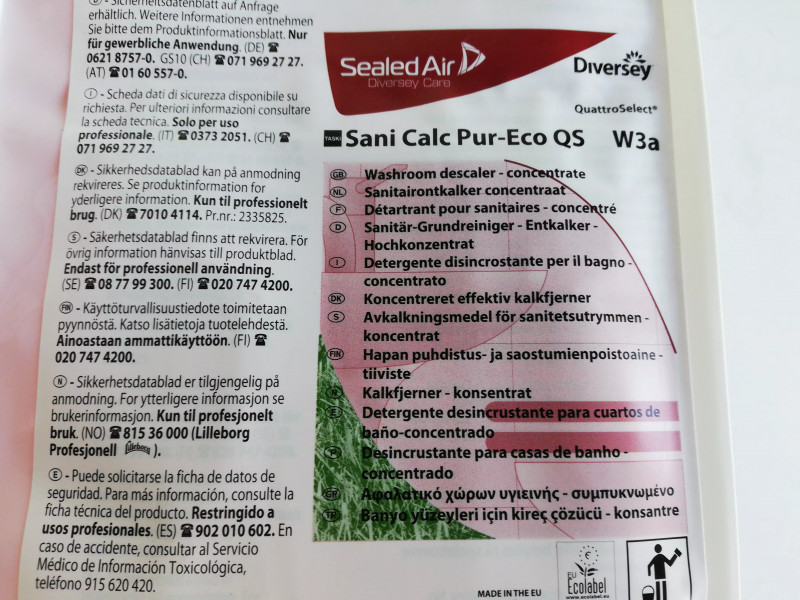 D - Sicherheitsdatenblatt auf Anfrage
erhältlich. Weitere Informationen entnehmen
Sie bitte dem Produktinformationsblatt. Nur
für gewerbliche Anwendung. (DE) ☎
0621 8757-0. GS10 (CH) ☎ 071 969 27 27.
(AT) ☎ 01 60 557-0.
I - Scheda dati di sicurezza disponibile su
richiesta. Per ulteriori informazioni consultare
la scheda tecnica. Solo per uso
professionale. (IT) ☎ 0373 2051. (CH) ☎
071 969 27 27.
DK - Sikkerhedsdatablad kan på anmodning
rekvireres. Se produktinformation for
yderligere information. Kun til professionelt
brug. (DK) ☎ 7010 4114. Pr.nr.: 2335825.
S - Säkerhetsdatablad finns att rekvirera. För
övrig information hänvisas till produktblad.
Endast för professionell användning.
(SE) ☎ 08 77 99 300. (FI) ☎ 020 747 4200.
FIN - Käyttöturvallisuustiedote toimitetaan
pyynnöstä. Katso lisätietoja tuotelehdestä.
Ainoastaan ammattikäyttöön. (FI) ☎
020 747 4200.
N - Sikkerhetsdatablad er tilgjengelig på
anmodning. For ytterligere informasjon se
brukerinformasjon. Kun til profesjonelt
bruk. (NO) ☎ 815 36 000 (Lilleborg
Profesjonell Lilleborg ).
E - Puede solicitarse la ficha de datos de
seguridad. Para más información, consulte la
ficha técnica del producto. Restringido a
usos profesionales. (ES) ☎ 902 010 602. En
caso de accidente, consultar al Servicio
Médico de Información Toxicológica,
teléfono 915 620 420.
Sealed Air
Diversey Care
Diversey
QuattroSelect®
TASKI Sani Calc Pur-Eco QS W3a
GB Washroom descaler - concentrate
NL Sanitairontkalker concentraat
F Détartrant pour sanitaires - concentré
D Sanitär-Grundreiniger - Entkalker -
Hochkonzentrat
I Detergente disincrostante per il bagno -
concentrato
DK Koncentreret effektiv kalkfjerner
S Avkalkningsmedel för sanitetsutrymmen -
koncentrat
FIN Hapan puhdistus- ja saostumienpoistoaine -
tiiviste
N Kalkfjerner - konsentrat
E Detergente desincrustante para cuartos de
baño-concentrado
P Desincrustante para casas de banho -
concentrado
GR Αφαλατικό χώρων υγιεινής - συμπυκνωμένο
TR Banyo yüzeyleri için kireç çözücü - konsantre
MADE IN THE EU
EU
Ecolabel
www.ecolabel.eu